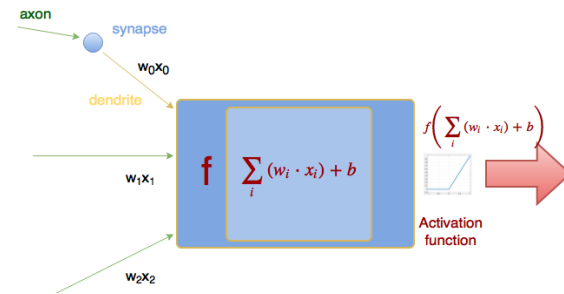 axon
synapse
w₀x₀
dendrite
f(∑ᵢ (wᵢ · xᵢ) + b)
f
∑ᵢ (wᵢ · xᵢ) + b
w₁x₁
Activation
function
w₂x₂